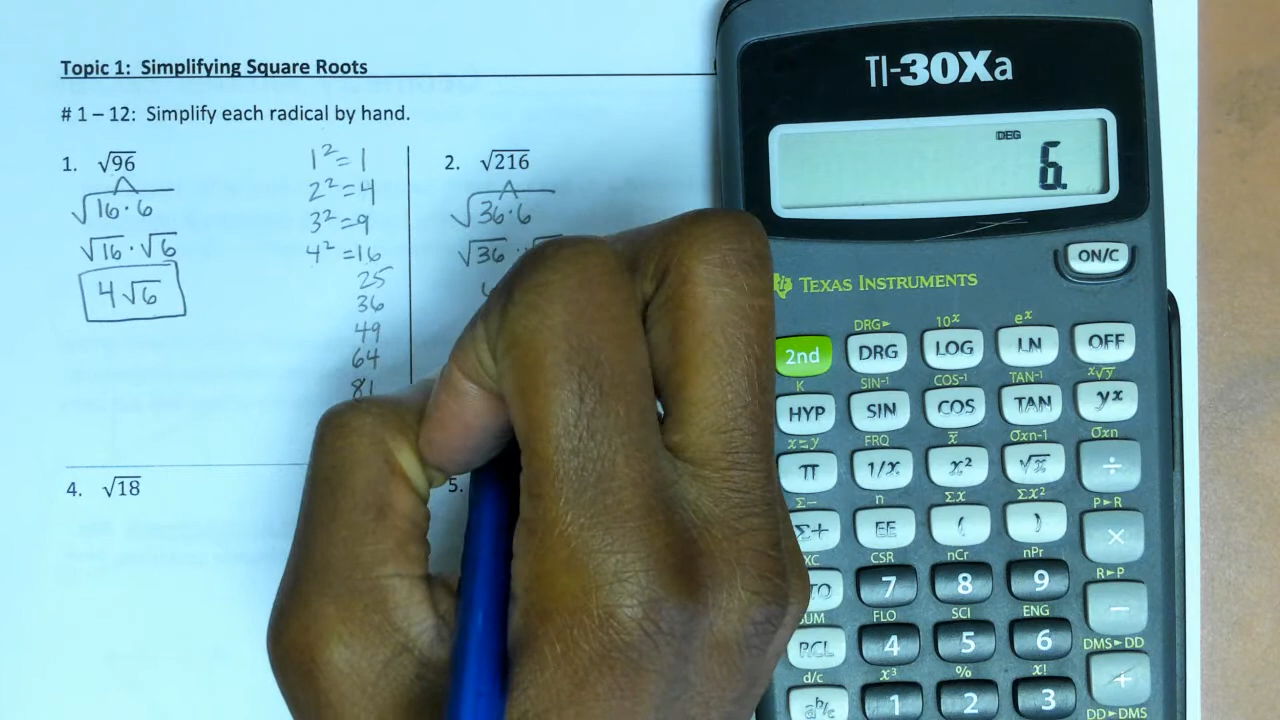 Topic 1: Simplifying Square Roots
# 1 – 12: Simplify each radical by hand.
1. √96
√16·6
√16 · √6
4√6
1²=1
2²=4
3²=9
4²=16
25
36
49
64
81
2. √216
√36·6
√36 ·
4. √18
5.
TI-30Xa
DEG
6.
TEXAS INSTRUMENTS
ON/C
DRG► 10ˣ eˣ
2nd DRG LOG LN OFF
K SIN⁻¹ COS⁻¹ TAN⁻¹ ˣ√y
HYP SIN COS TAN yˣ
x⇄y FRQ x̄ σxn-1 σxn
π 1/x x² √x ÷
Σ− n Σx Σx² P►R
Σ+ EE ( ) ×
CSR nCr nPr R►P
7 8 9 −
FLO SCI ENG DMS►DD
RCL 4 5 6 +
d/c x³ % x! DD►DMS
aᵇ/c 1 2 3